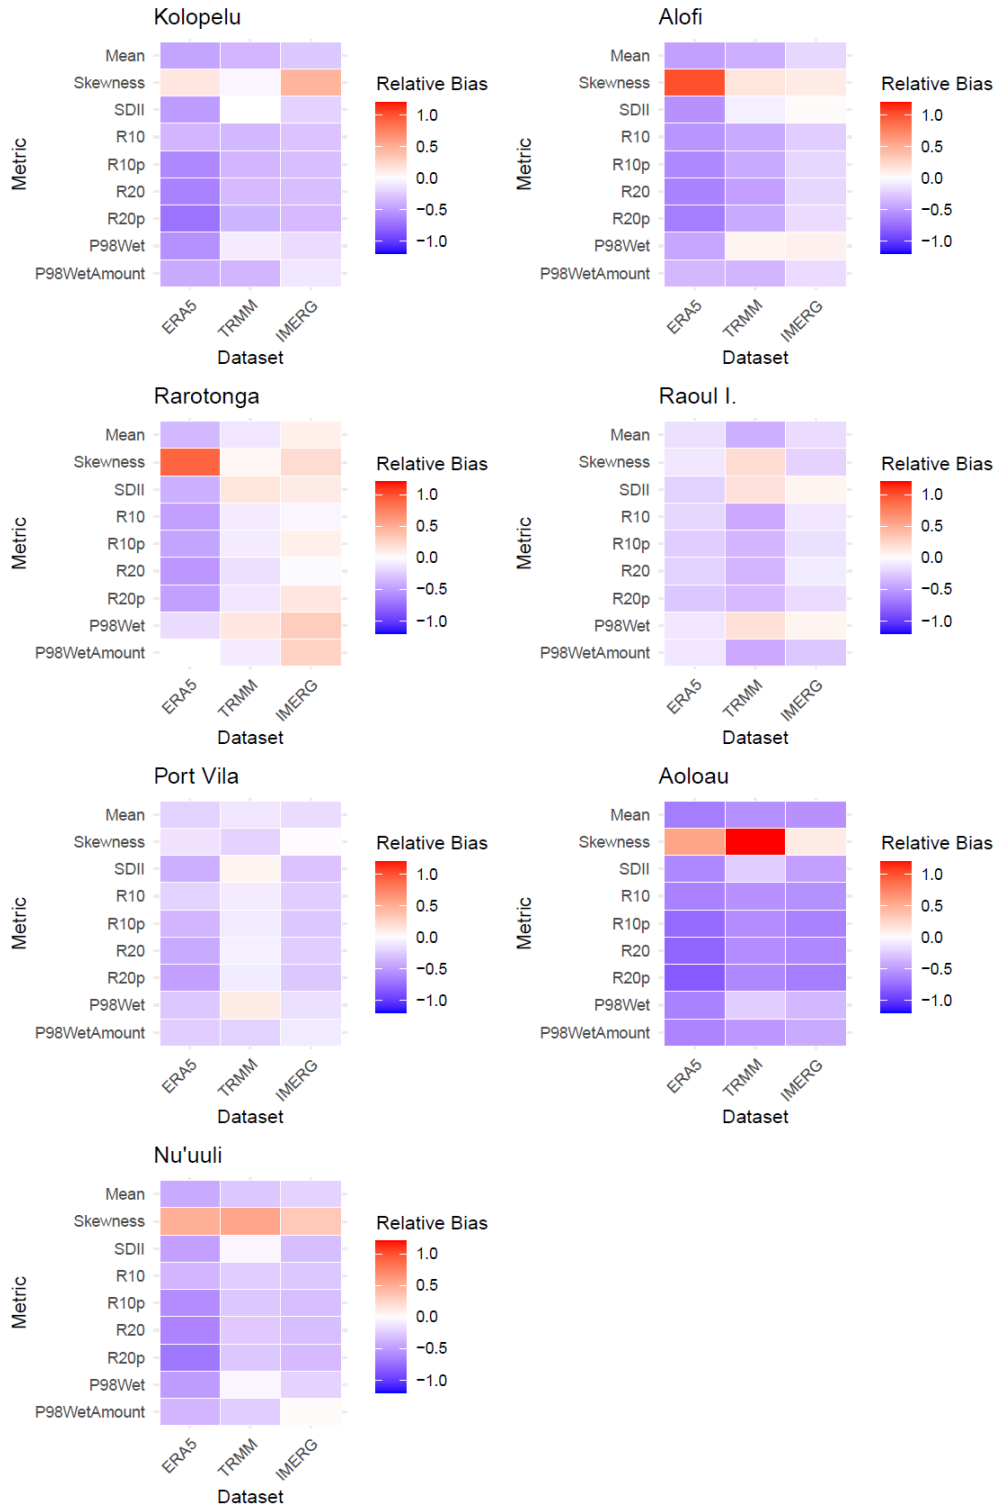 Kolopelu
Metric
Mean
Skewness
SDII
R10
R10p
R20
R20p
P98Wet
P98WetAmount
ERA5
TRMM
IMERG
Dataset
Relative Bias
1.0
0.5
0.0
−0.5
−1.0
Alofi
Metric
Mean
Skewness
SDII
R10
R10p
R20
R20p
P98Wet
P98WetAmount
ERA5
TRMM
IMERG
Dataset
Relative Bias
1.0
0.5
0.0
−0.5
−1.0
Rarotonga
Metric
Mean
Skewness
SDII
R10
R10p
R20
R20p
P98Wet
P98WetAmount
ERA5
TRMM
IMERG
Dataset
Relative Bias
1.0
0.5
0.0
−0.5
−1.0
Raoul I.
Metric
Mean
Skewness
SDII
R10
R10p
R20
R20p
P98Wet
P98WetAmount
ERA5
TRMM
IMERG
Dataset
Relative Bias
1.0
0.5
0.0
−0.5
−1.0
Port Vila
Metric
Mean
Skewness
SDII
R10
R10p
R20
R20p
P98Wet
P98WetAmount
ERA5
TRMM
IMERG
Dataset
Relative Bias
1.0
0.5
0.0
−0.5
−1.0
Aoloau
Metric
Mean
Skewness
SDII
R10
R10p
R20
R20p
P98Wet
P98WetAmount
ERA5
TRMM
IMERG
Dataset
Relative Bias
1.0
0.5
0.0
−0.5
−1.0
Nu'uuli
Metric
Mean
Skewness
SDII
R10
R10p
R20
R20p
P98Wet
P98WetAmount
ERA5
TRMM
IMERG
Dataset
Relative Bias
1.0
0.5
0.0
−0.5
−1.0